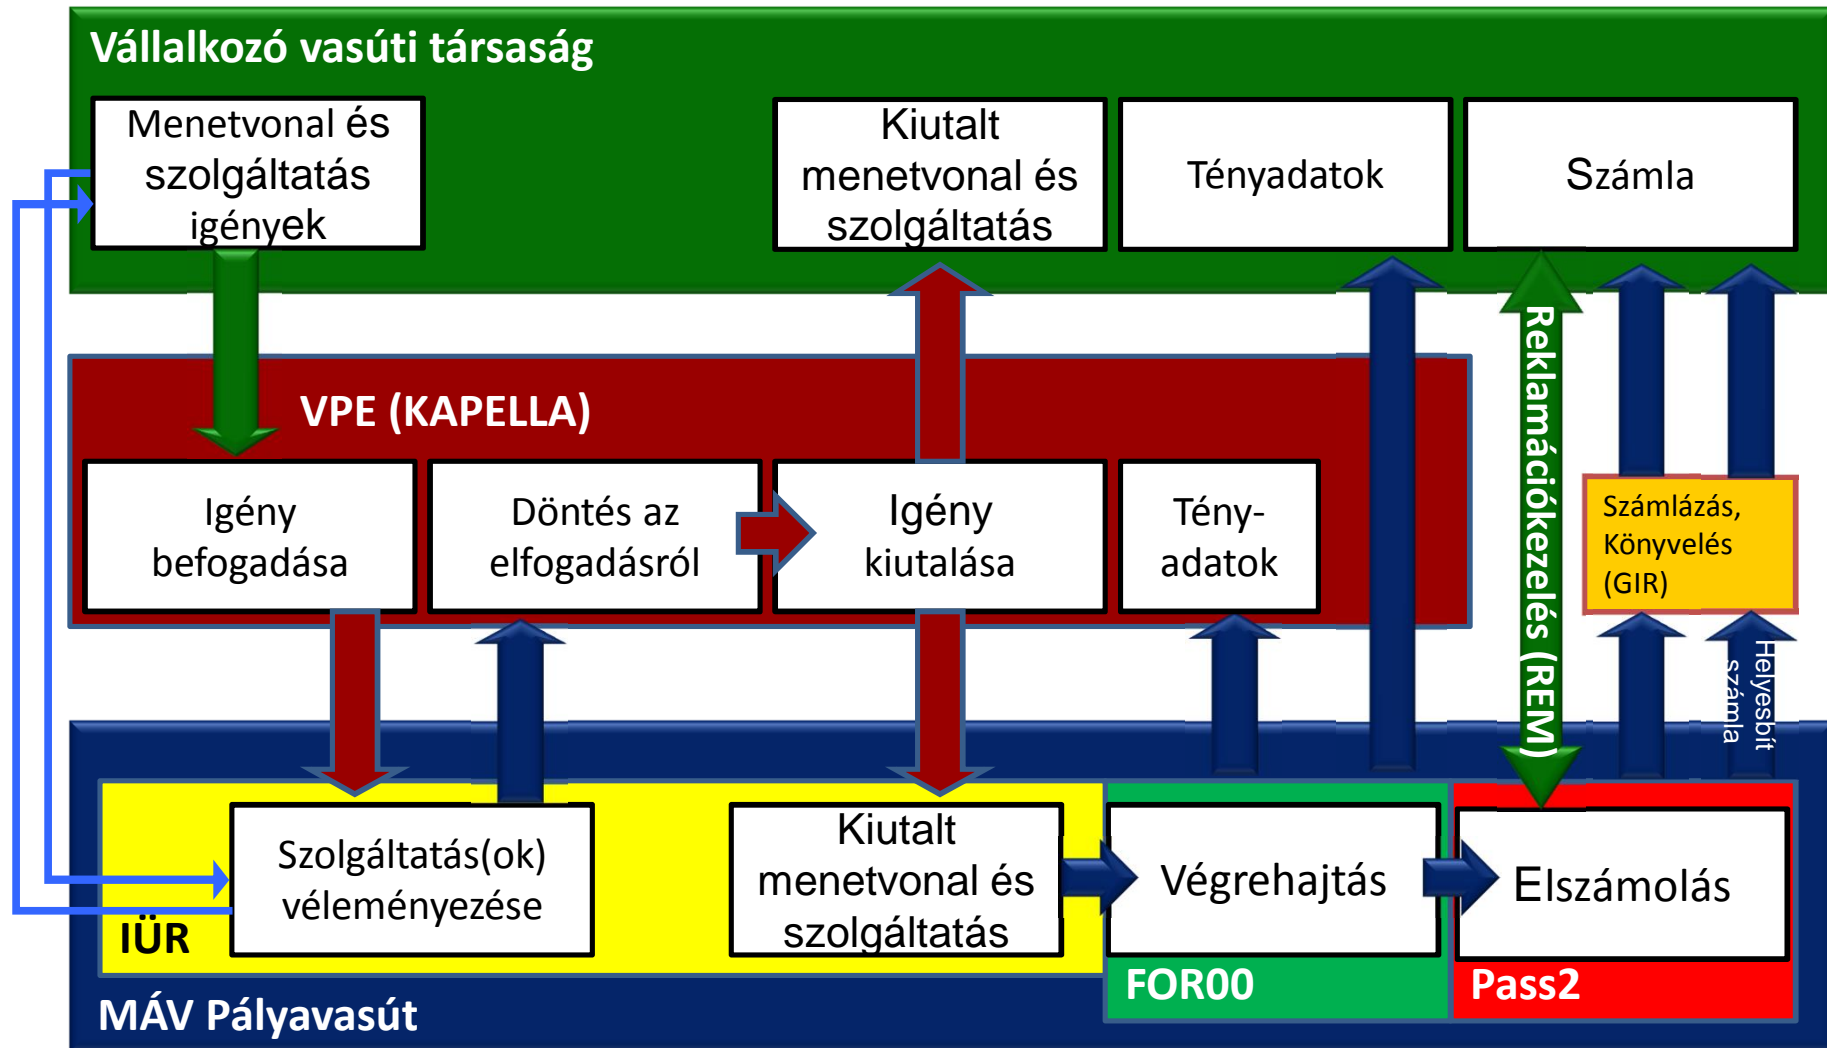 Vállalkozó vasúti társaság
Menetvonal és
szolgáltatás
igények
Kiutalt
menetvonal és
szolgáltatás
Tényadatok
Számla
Reklamációkezelés (REM)
VPE (KAPELLA)
Igény
befogadása
Döntés az
elfogadásról
Igény
kiutalása
Tény-
adatok
Számlázás,
Könyvelés
(GIR)
Helyesbít
számla
Szolgáltatás(ok)
véleményezése
IÜR
Kiutalt
menetvonal és
szolgáltatás
Végrehajtás
FOR00
Elszámolás
Pass2
MÁV Pályavasút